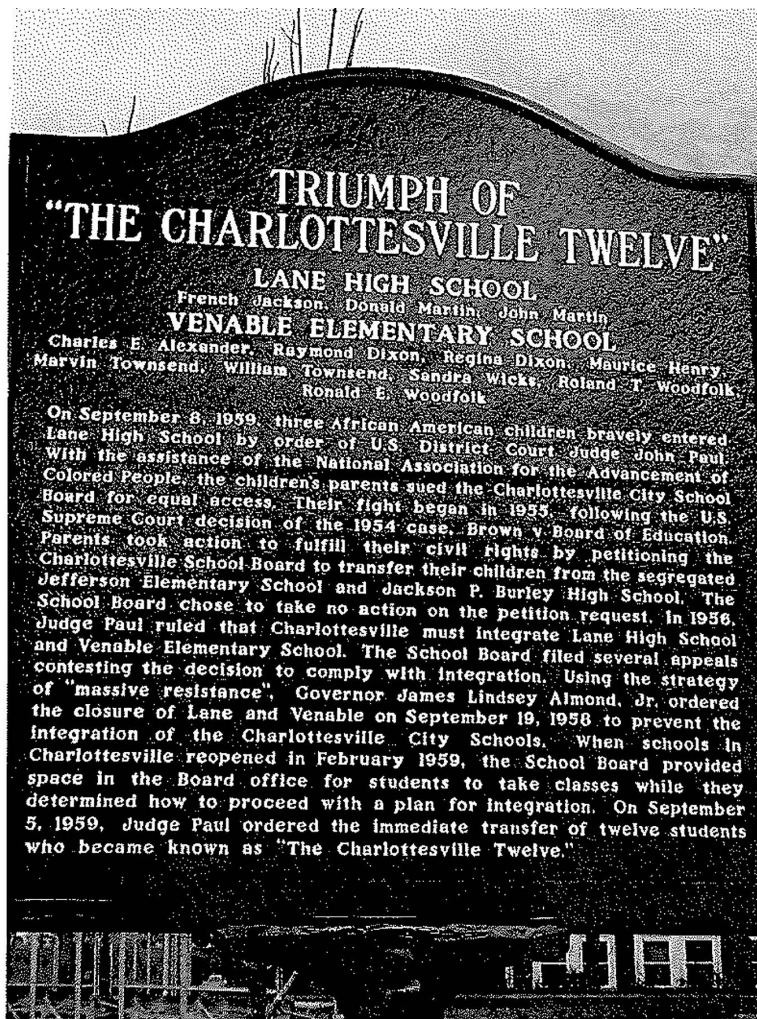 TRIUMPH OF
"THE CHARLOTTESVILLE TWELVE"
LANE HIGH SCHOOL
French Jackson, Donald Martin, John Martin
VENABLE ELEMENTARY SCHOOL
Charles E. Alexander, Raymond Dixon, Regina Dixon, Maurice Henry,
Marvin Townsend, William Townsend, Sandra Wicks, Roland T. Woodfolk,
Ronald E. Woodfolk
On September 8, 1959, three African American children bravely entered
Lane High School by order of U.S. District Court Judge John Paul.
With the assistance of the National Association for the Advancement of
Colored People, the children's parents sued the Charlottesville City School
Board for equal access. Their fight began in 1955, following the U.S.
Supreme Court decision of the 1954 case, Brown v. Board of Education.
Parents took action to fulfill their civil rights by petitioning the
Charlottesville School Board to transfer their children from the segregated
Jefferson Elementary School and Jackson P. Burley High School. The
School Board chose to take no action on the petition request. In 1956,
Judge Paul ruled that Charlottesville must integrate Lane High School
and Venable Elementary School. The School Board filed several appeals
contesting the decision to comply with integration. Using the strategy
of "massive resistance", Governor James Lindsey Almond, Jr. ordered
the closure of Lane and Venable on September 19, 1958 to prevent the
integration of the Charlottesville City Schools. When schools in
Charlottesville reopened in February 1959, the School Board provided
space in the Board office for students to take classes while they
determined how to proceed with a plan for integration. On September
5, 1959, Judge Paul ordered the immediate transfer of twelve students
who became known as "The Charlottesville Twelve."